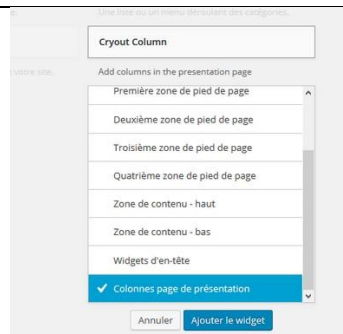 Une liste ou un menu déroulant des catégories.
Cryout Column
votre site.
Add columns in the presentation page
Première zone de pied de page
Deuxième zone de pied de page
Troisième zone de pied de page
Quatrième zone de pied de page
Zone de contenu - haut
Zone de contenu - bas
Widgets d'en-tête
Colonnes page de présentation
Annuler
Ajouter le widget